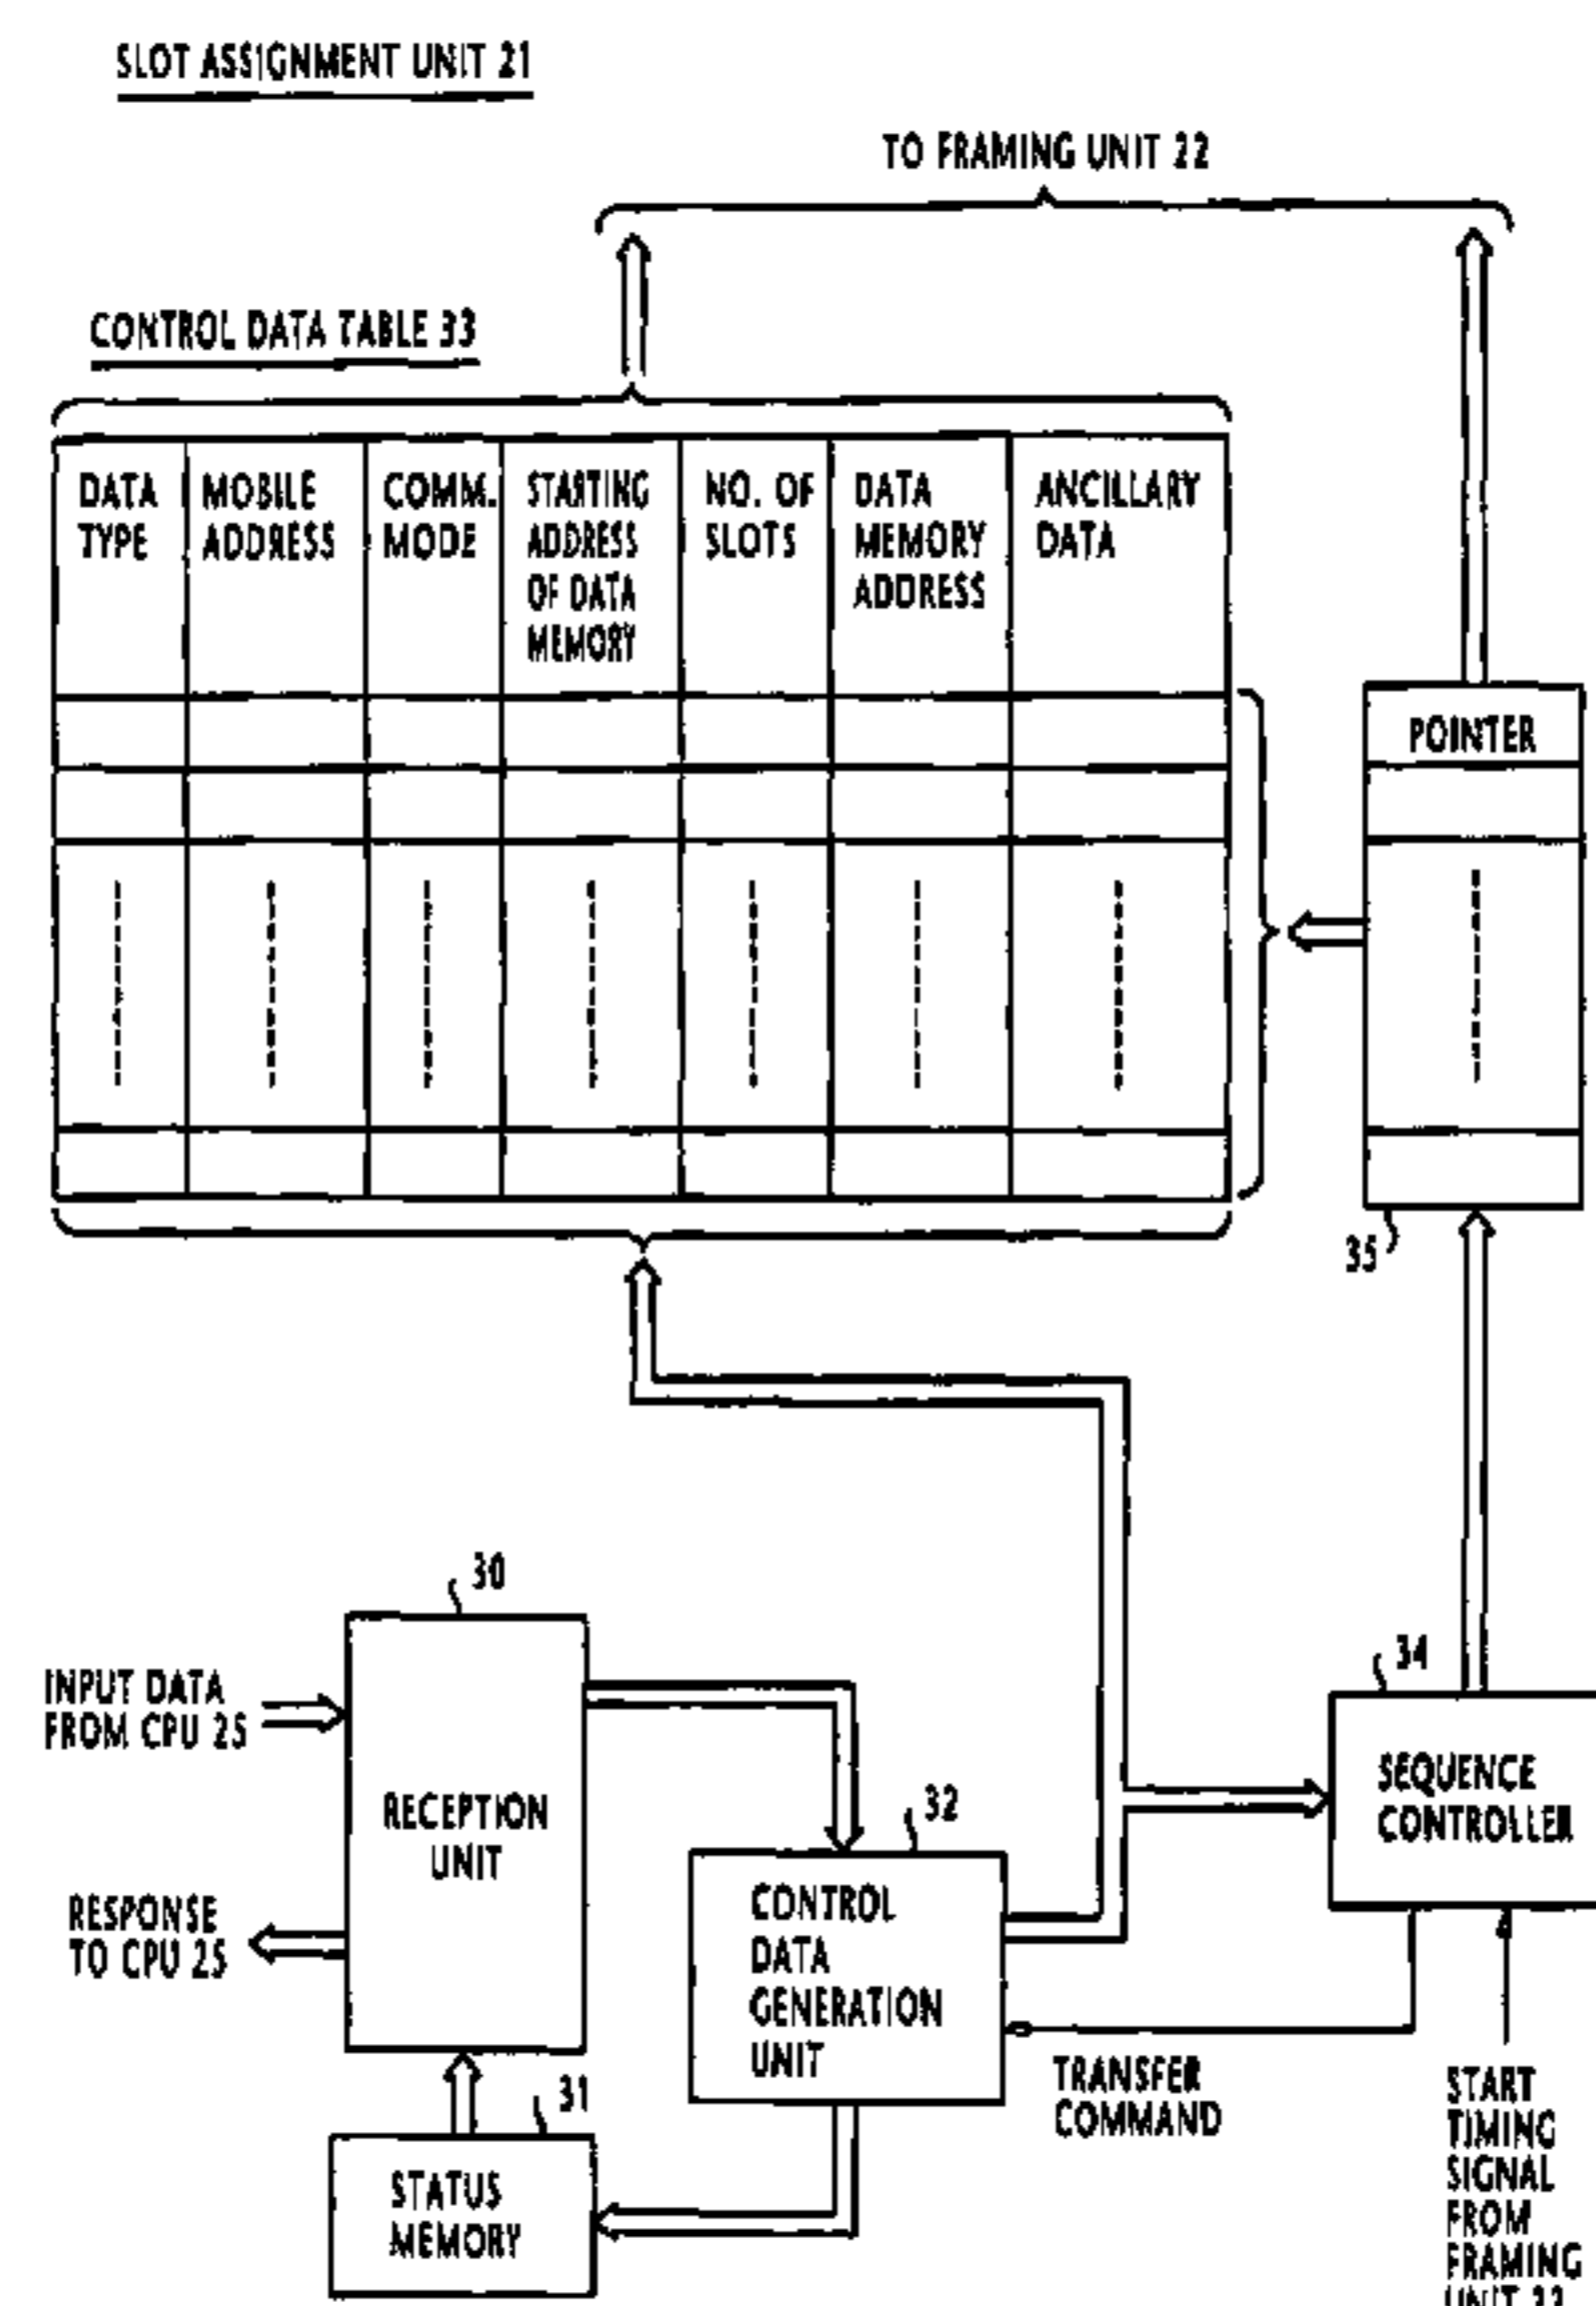 SLOT ASSIGNMENT UNIT 21
TO FRAMING UNIT 22
CONTROL DATA TABLE 33
DATA
TYPE
MOBILE
ADDRESS
COMM.
MODE
STARTING
ADDRESS
OF DATA
MEMORY
NO. OF
SLOTS
DATA
MEMORY
ADDRESS
ANCILLARY
DATA
POINTER
35
30
INPUT DATA
FROM CPU 25
RECEPTION
UNIT
RESPONSE
TO CPU 25
32
CONTROL
DATA
GENERATION
UNIT
34
SEQUENCE
CONTROLLER
TRANSFER
COMMAND
31
STATUS
MEMORY
START
TIMING
SIGNAL
FROM
FRAMING
UNIT